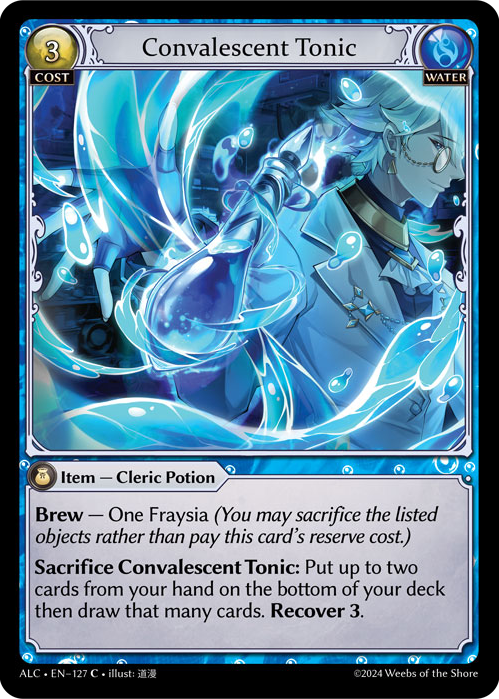 3
Convalescent Tonic
COST
WATER
Item — Cleric Potion
Brew — One Fraysia (You may sacrifice the listed
objects rather than pay this card's reserve cost.)
Sacrifice Convalescent Tonic: Put up to two
cards from your hand on the bottom of your deck
then draw that many cards. Recover 3.
ALC • EN–127 C • illust: 道漫
©2024 Weebs of the Shore